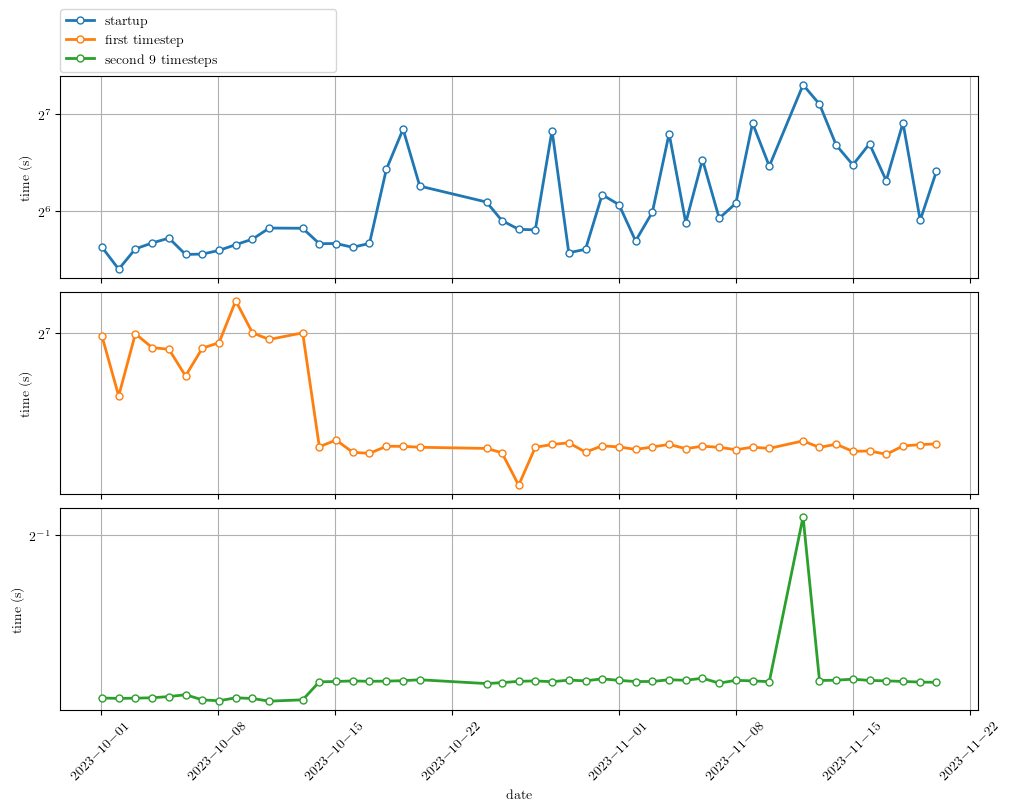 startup
first timestep
second 9 timesteps
2^7
2^6
time (s)
2^7
time (s)
2^−1
time (s)
2023−10−01
2023−10−08
2023−10−15
2023−10−22
2023−11−01
2023−11−08
2023−11−15
2023−11−22
date